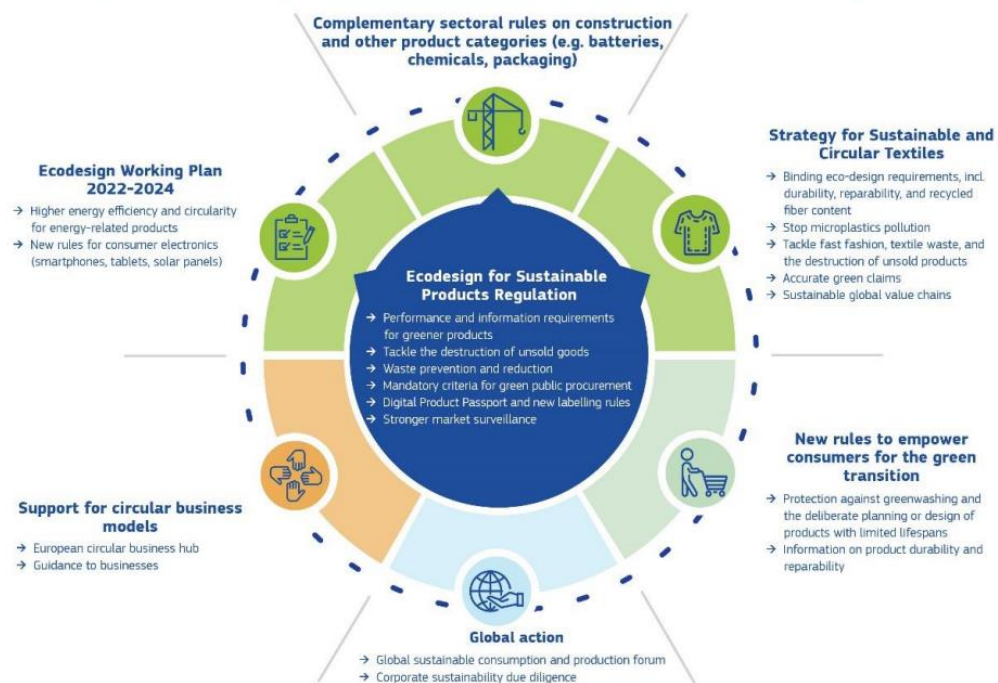 Complementary sectoral rules on construction
and other product categories (e.g. batteries,
chemicals, packaging)
Ecodesign Working Plan
2022-2024
→ Higher energy efficiency and circularity
for energy-related products
→ New rules for consumer electronics
(smartphones, tablets, solar panels)
Strategy for Sustainable and
Circular Textiles
→ Binding eco-design requirements, incl.
durability, reparability, and recycled
fiber content
→ Stop microplastics pollution
→ Tackle fast fashion, textile waste, and
the destruction of unsold products
→ Accurate green claims
→ Sustainable global value chains
Ecodesign for Sustainable
Products Regulation
→ Performance and information requirements
for greener products
→ Tackle the destruction of unsold goods
→ Waste prevention and reduction
→ Mandatory criteria for green public procurement
→ Digital Product Passport and new labelling rules
→ Stronger market surveillance
Support for circular business
models
→ European circular business hub
→ Guidance to businesses
New rules to empower
consumers for the green
transition
→ Protection against greenwashing and
the deliberate planning or design of
products with limited lifespans
→ Information on product durability and
reparability
Global action
→ Global sustainable consumption and production forum
→ Corporate sustainability due diligence